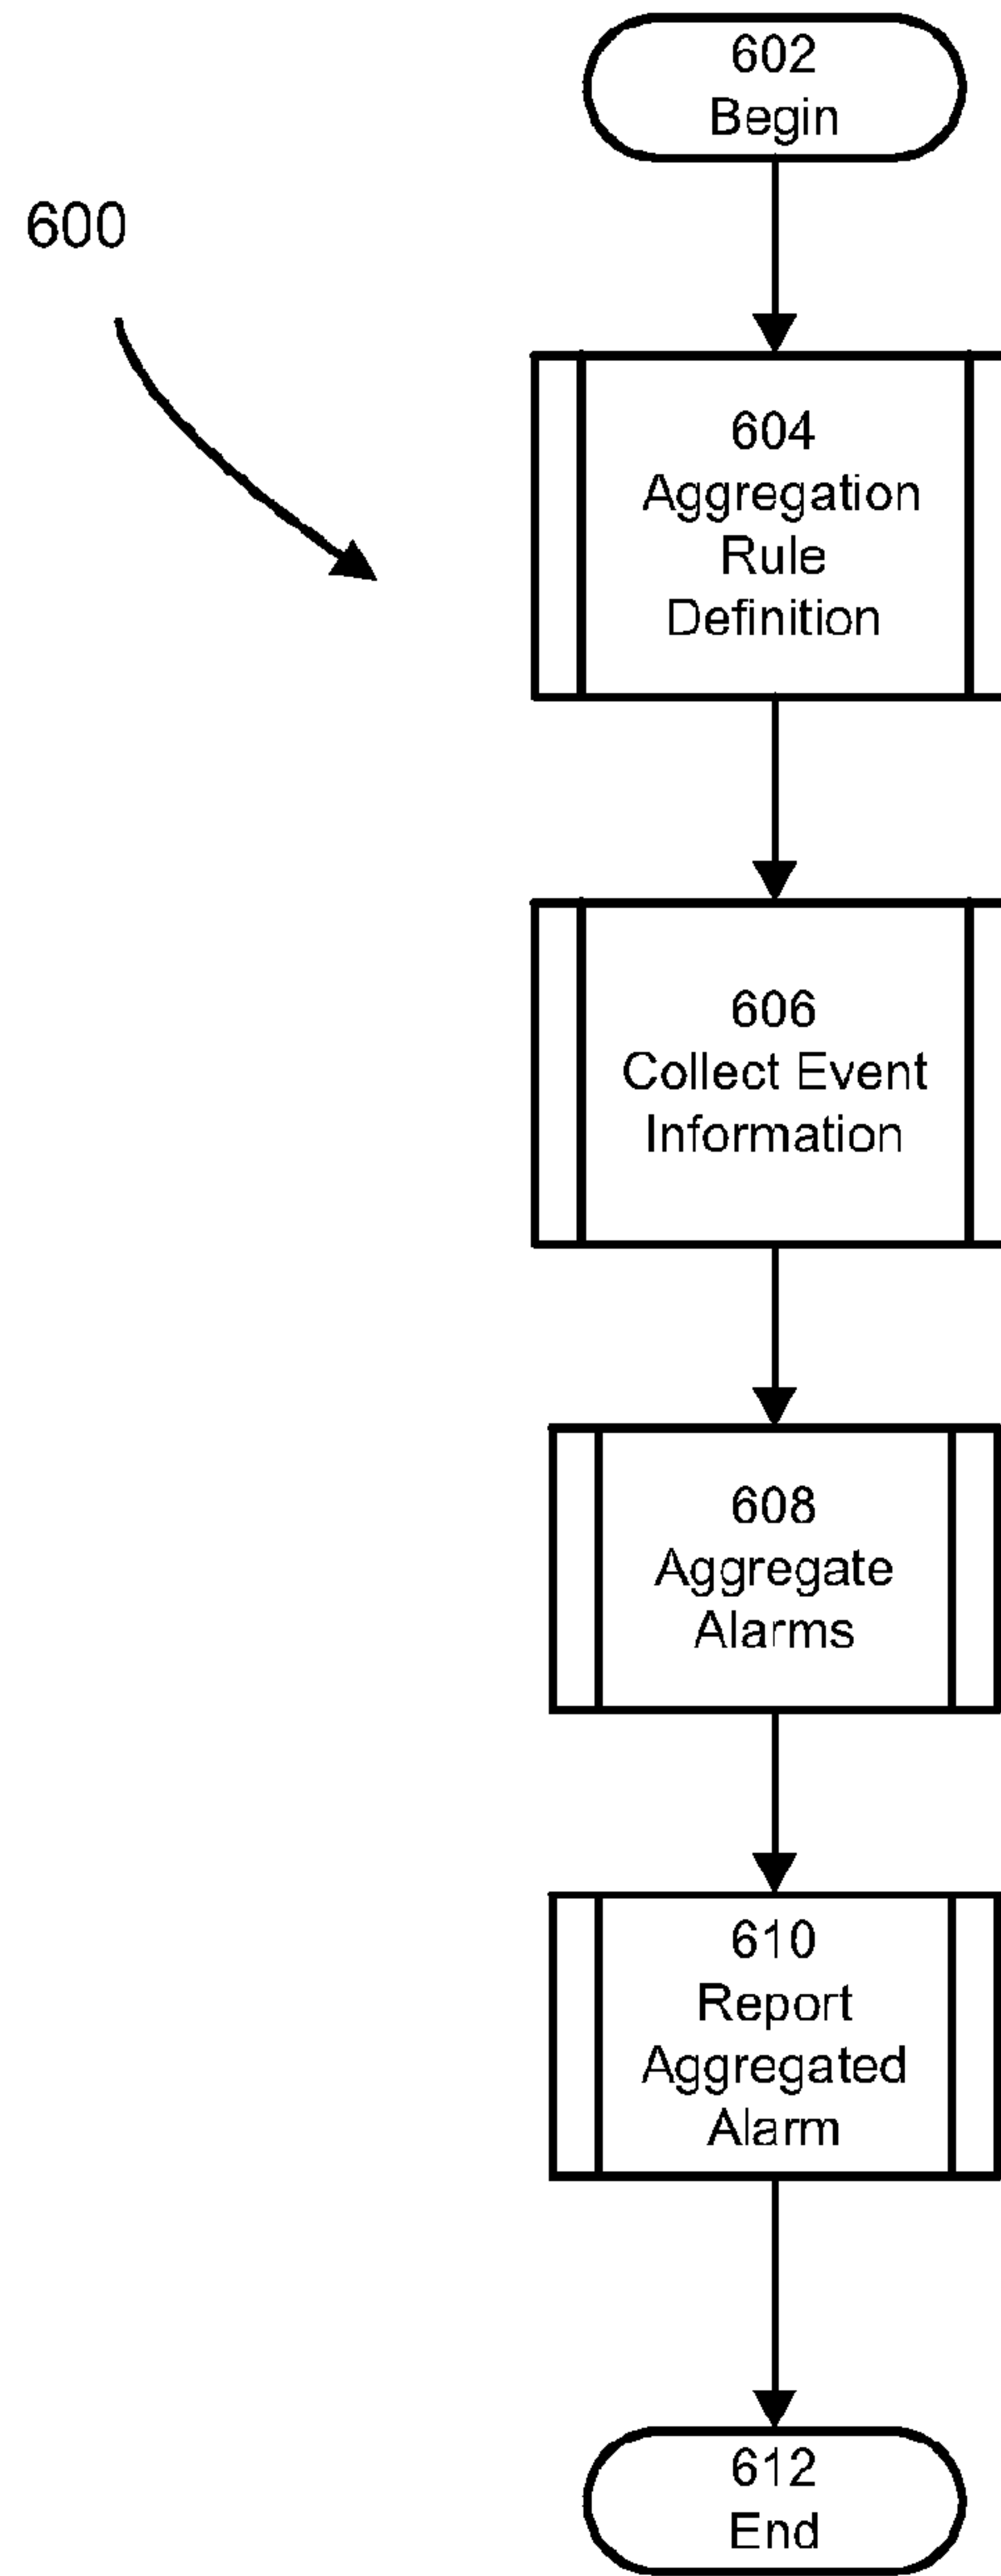 602
Begin
600
604
Aggregation
Rule
Definition
606
Collect Event
Information
608
Aggregate
Alarms
610
Report
Aggregated
Alarm
612
End